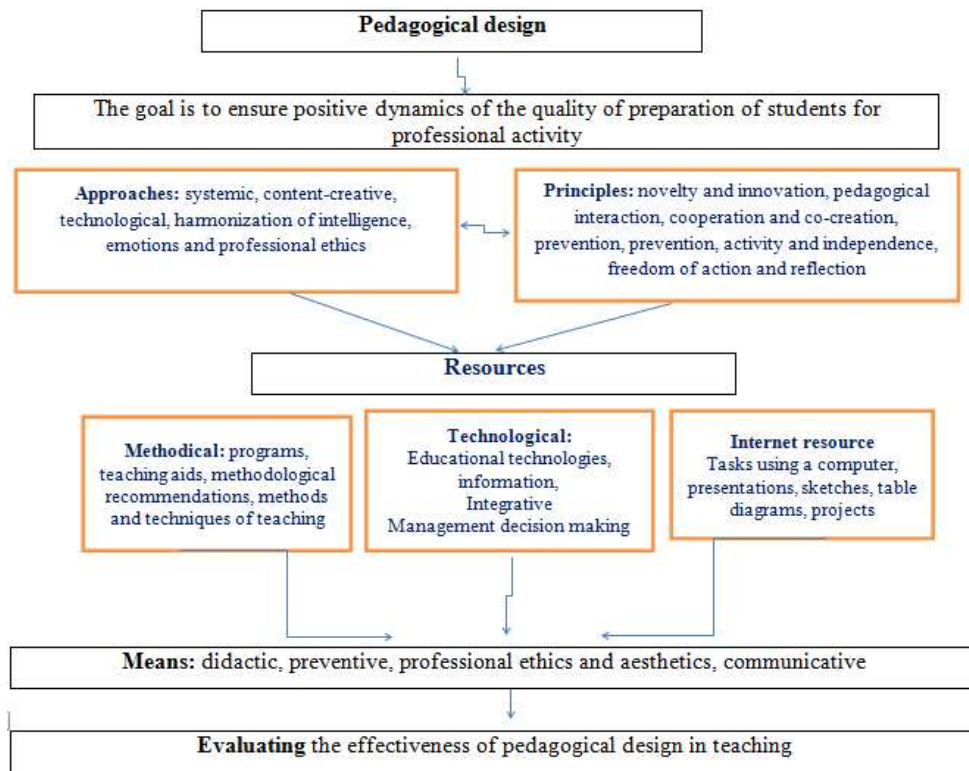 Pedagogical design
The goal is to ensure positive dynamics of the quality of preparation of students for
professional activity
Approaches: systemic, content-creative,
technological, harmonization of intelligence,
emotions and professional ethics
Principles: novelty and innovation, pedagogical
interaction, cooperation and co-creation,
prevention, prevention, activity and independence,
freedom of action and reflection
Resources
Methodical: programs,
teaching aids, methodological
recommendations, methods
and techniques of teaching
Technological:
Educational technologies,
information,
Integrative
Management decision making
Internet resource
Tasks using a computer,
presentations, sketches, table
diagrams, projects
Means: didactic, preventive, professional ethics and aesthetics, communicative
Evaluating the effectiveness of pedagogical design in teaching